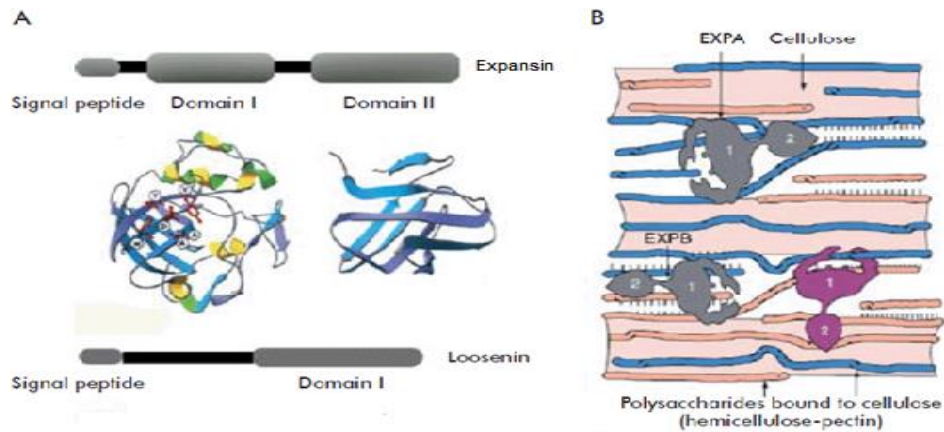 A
Expansin
Signal peptide
Domain I
Domain II
Loosenin
Signal peptide
Domain I
B
EXPA
Cellulose
1
2
EXPB
2
1
1
2
Polysaccharides bound to cellulose
(hemicellulose-pectin)